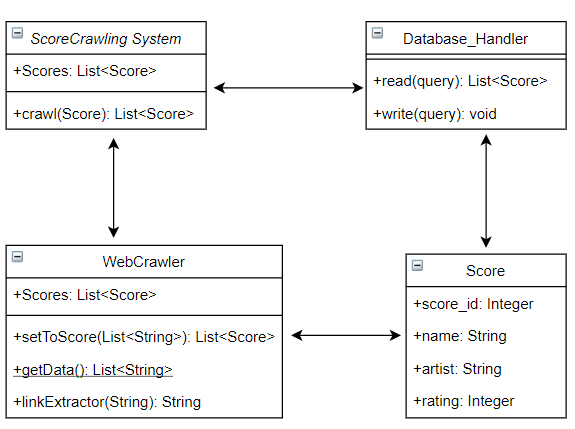 ScoreCrawling System
+Scores: List<Score>
+crawl(Score): List<Score>
Database_Handler
+read(query): List<Score>
+write(query): void
WebCrawler
+Scores: List<Score>
+setToScore(List<String>): List<Score>
+getData(): List<String>
+linkExtractor(String): String
Score
+score_id: Integer
+name: String
+artist: String
+rating: Integer